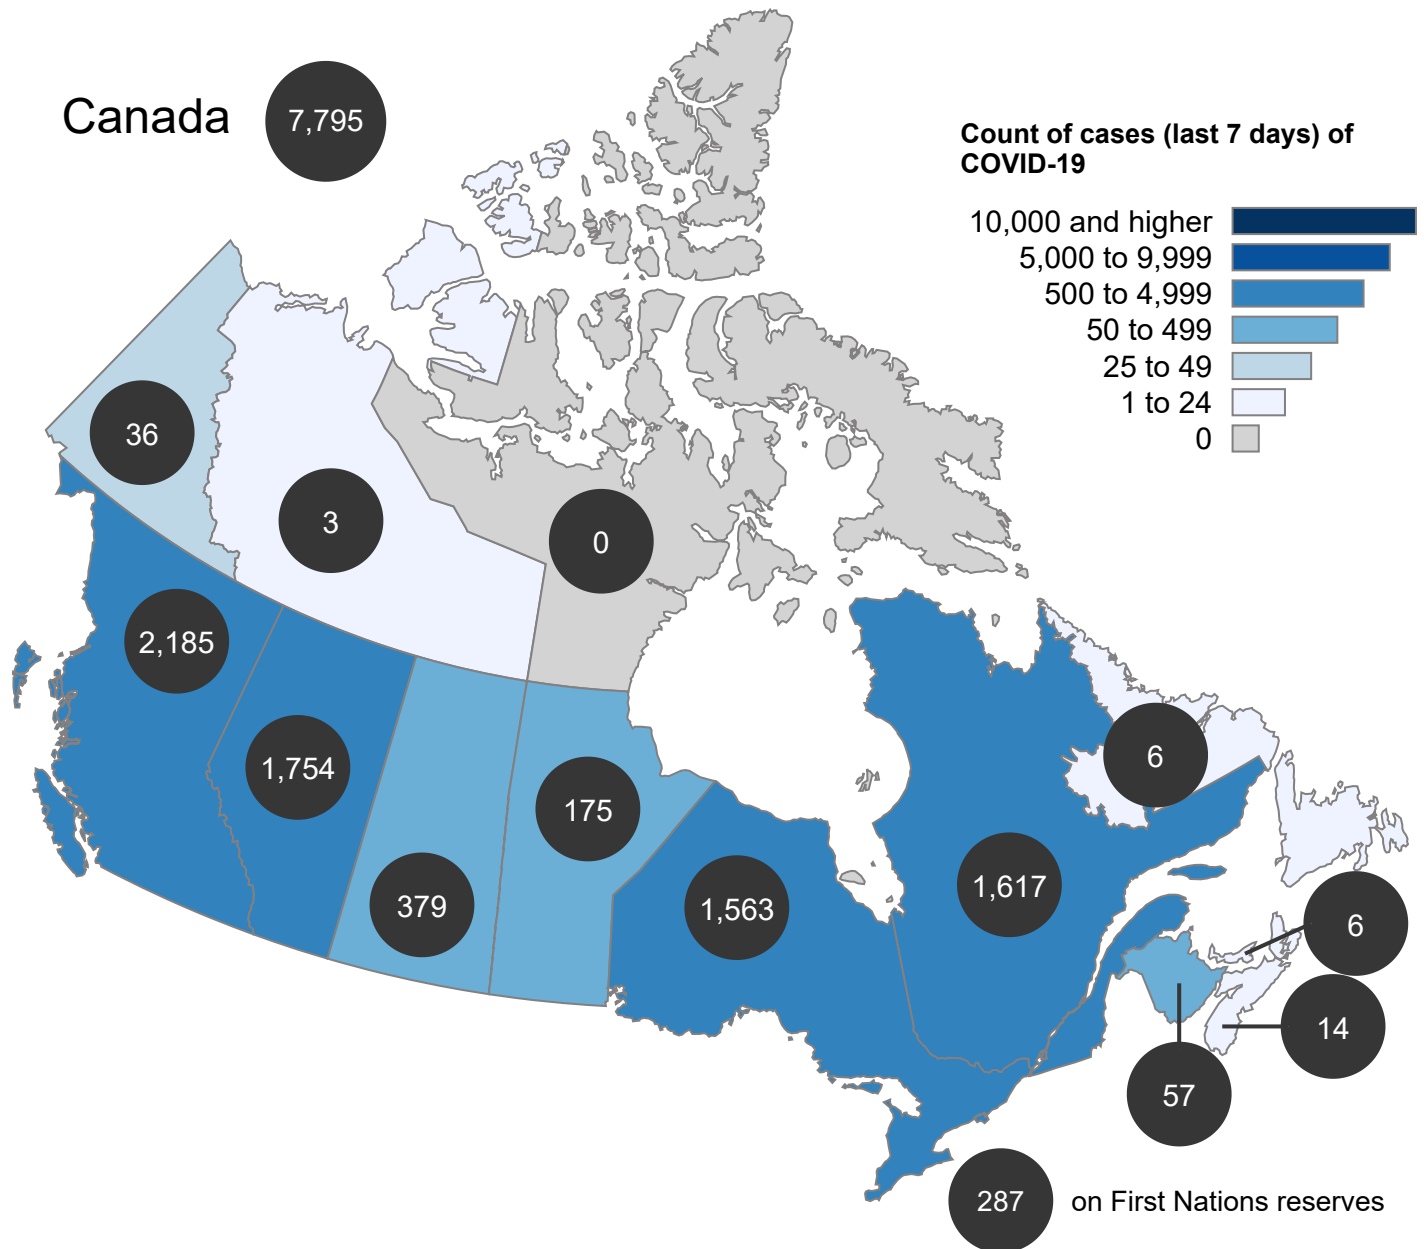 Canada
7,795
Count of cases (last 7 days) of
COVID-19
10,000 and higher
5,000 to 9,999
500 to 4,999
50 to 499
25 to 49
1 to 24
0
36
3
0
2,185
1,754
379
175
1,563
1,617
6
6
14
57
287
on First Nations reserves